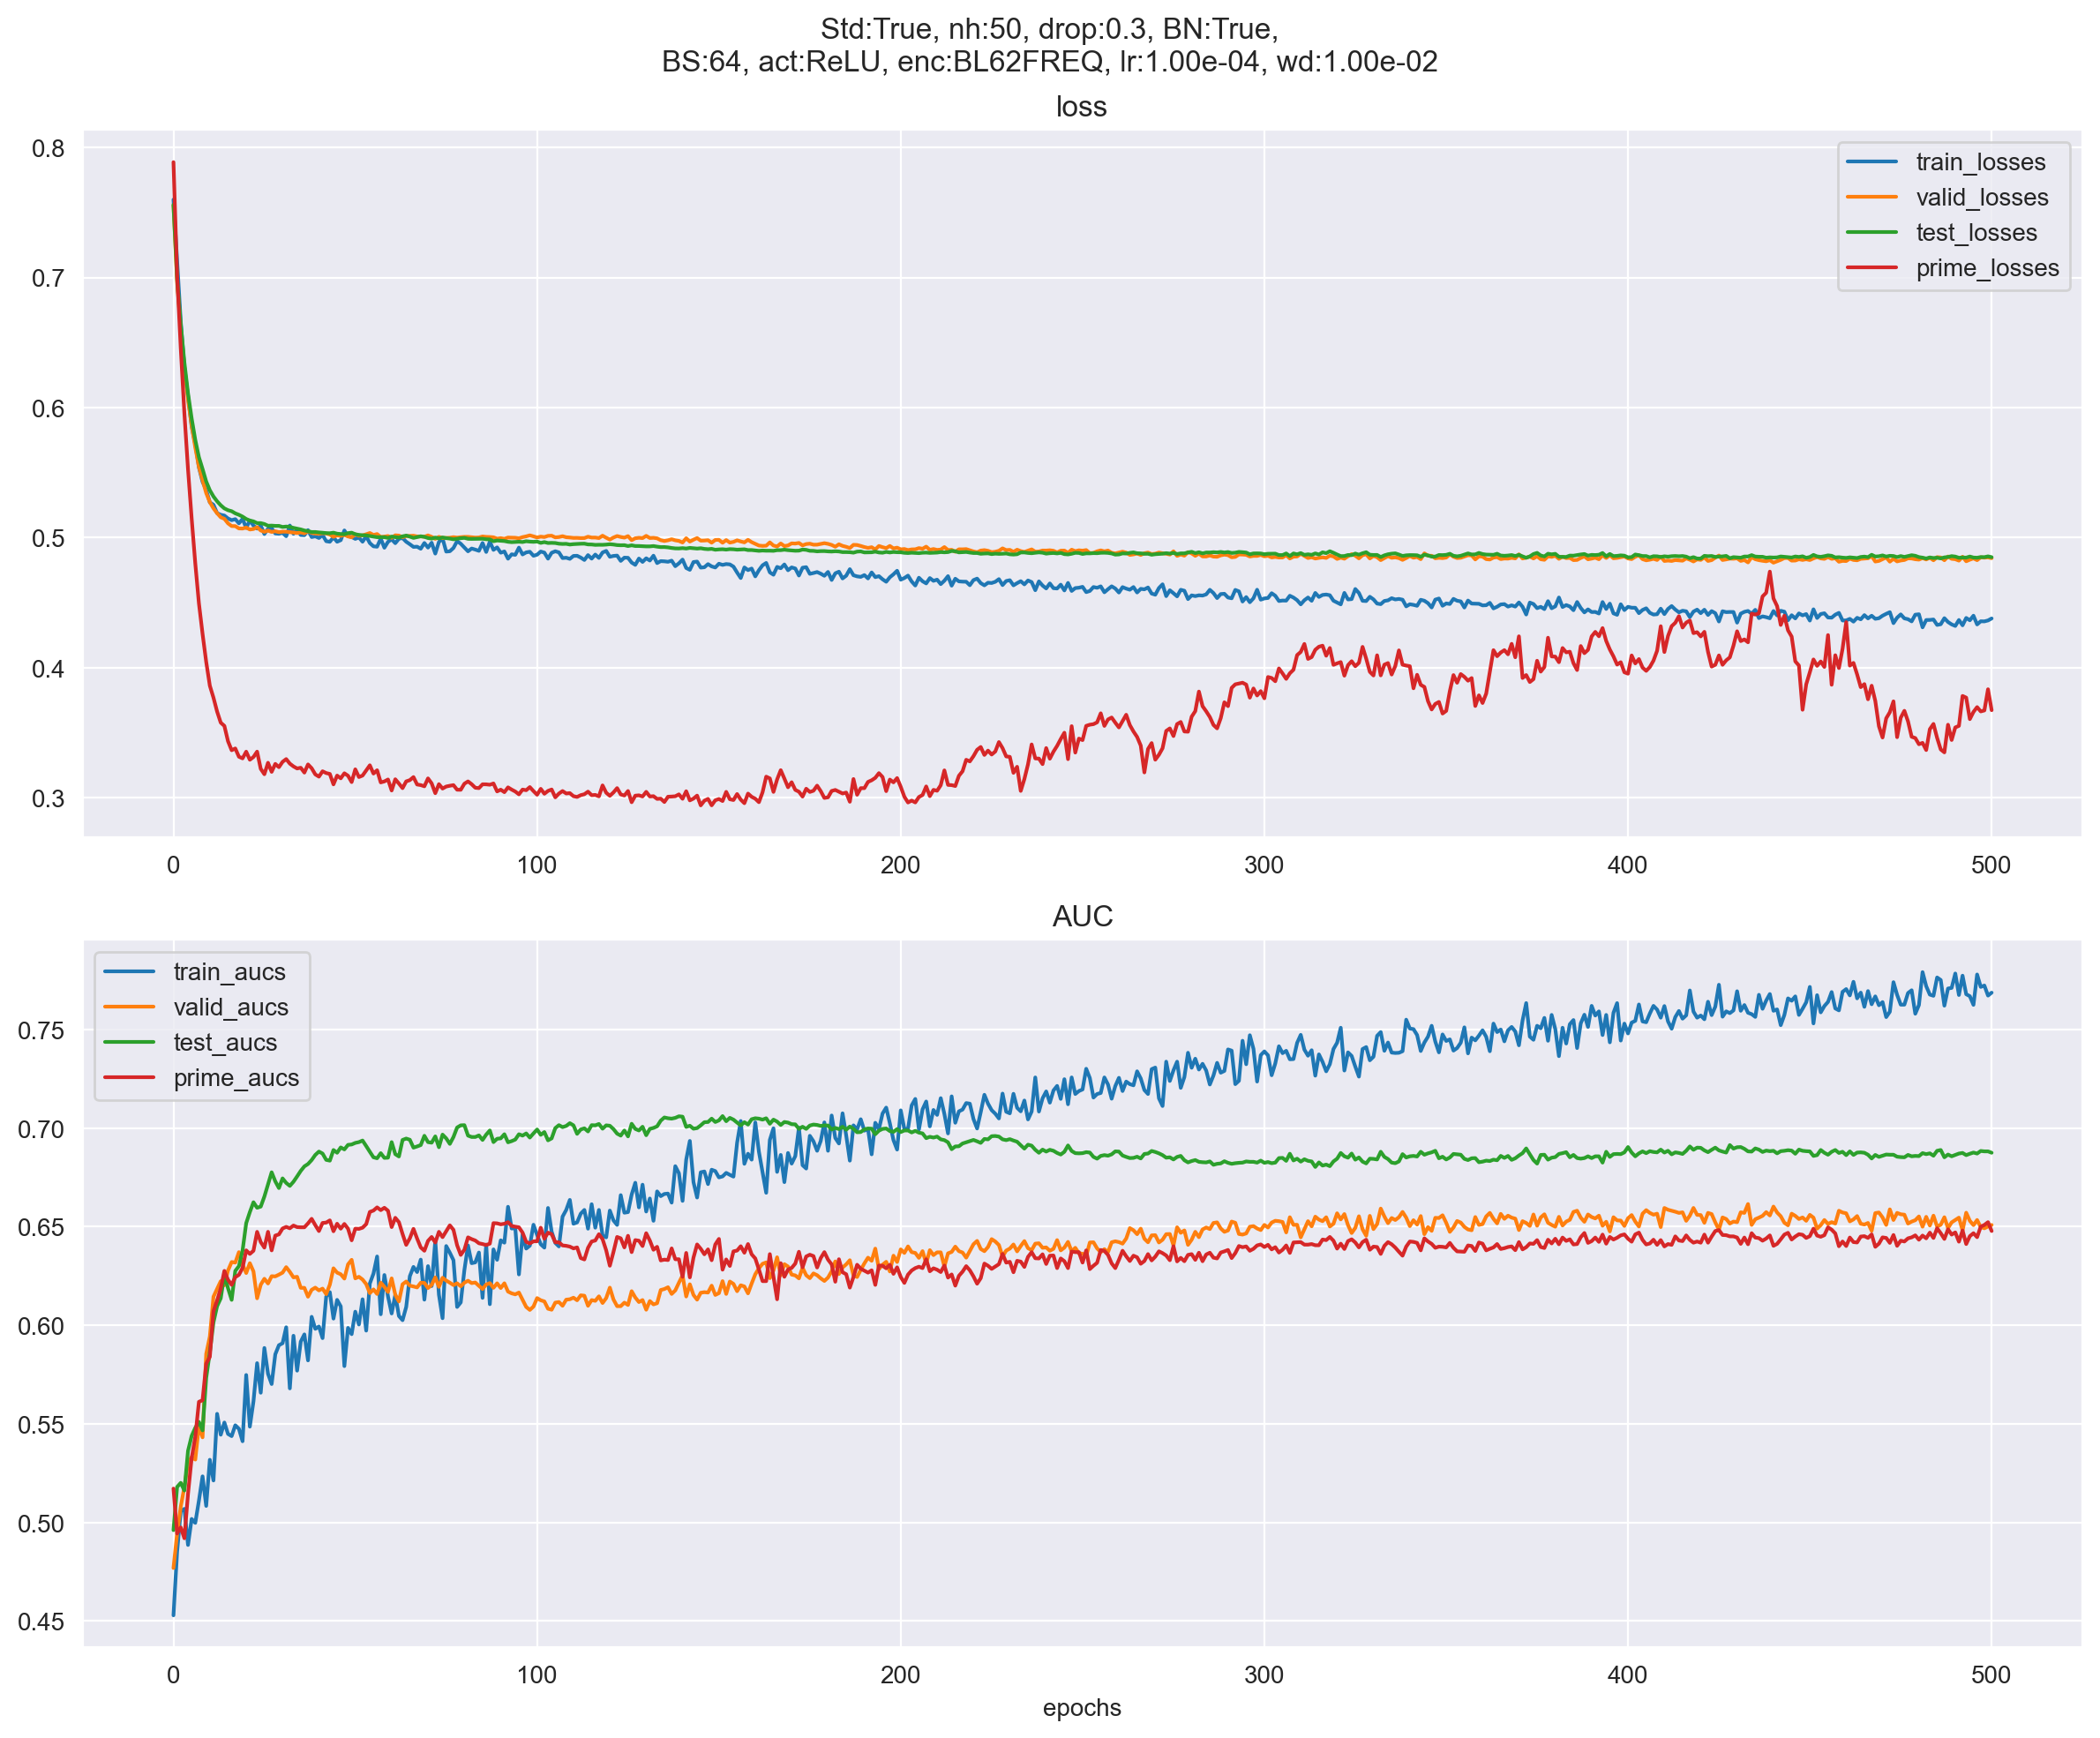 Std:True, nh:50, drop:0.3, BN:True,
BS:64, act:ReLU, enc:BL62FREQ, lr:1.00e-04, wd:1.00e-02
loss
0.8
0.7
0.6
0.5
0.4
0.3
train_losses
valid_losses
test_losses
prime_losses
0 100 200 300 400 500
AUC
train_aucs
valid_aucs
test_aucs
prime_aucs
0.75
0.70
0.65
0.60
0.55
0.50
0.45
0 100 200 300 400 500
epochs